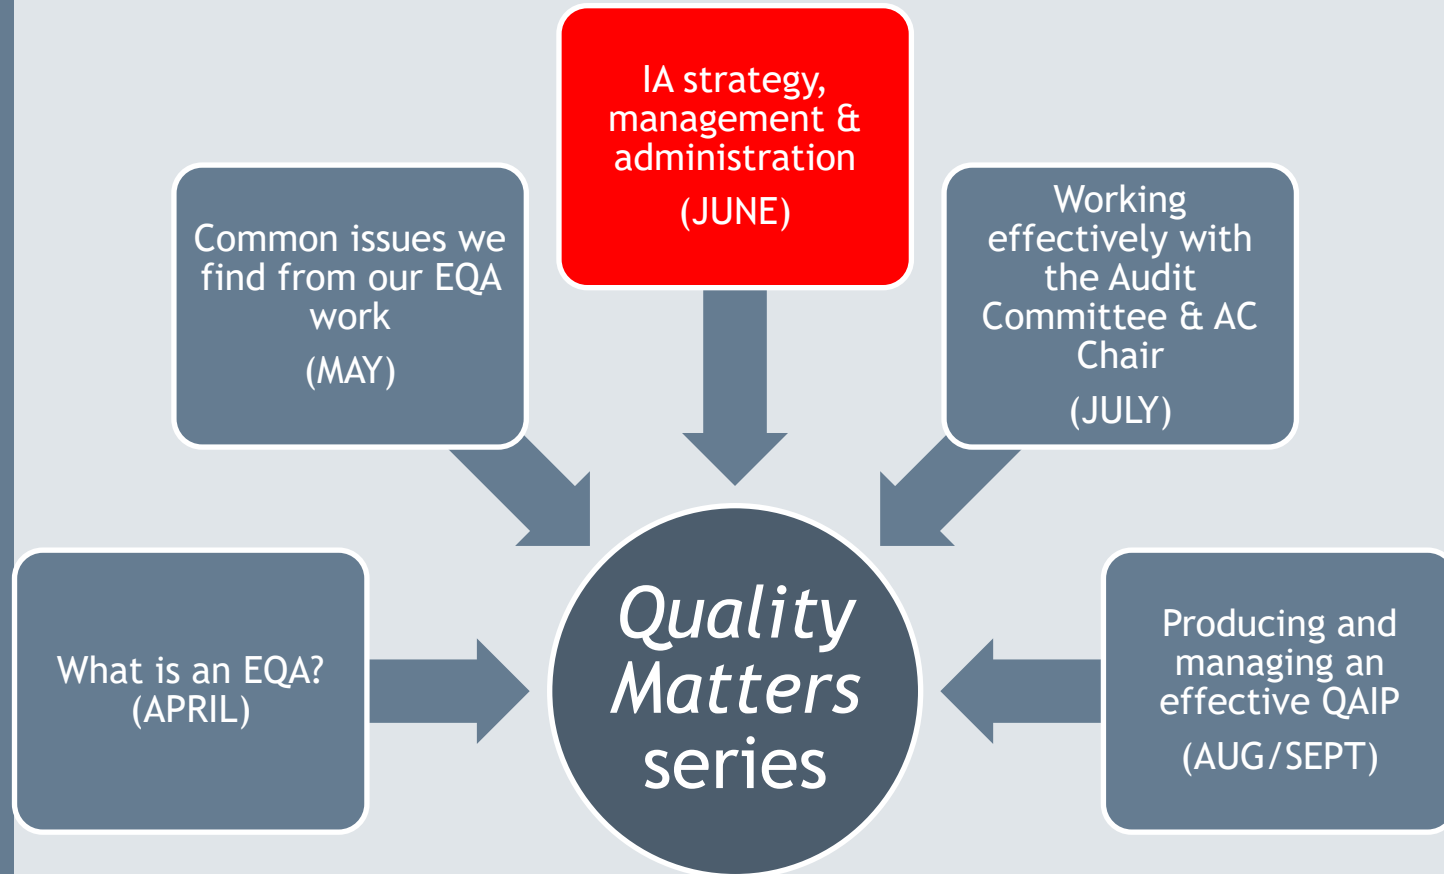 What is an EQA?
(APRIL)
Common issues we
find from our EQA
work
(MAY)
IA strategy,
management &
administration
(JUNE)
Working
effectively with
the Audit
Committee & AC
Chair
(JULY)
Producing and
managing an
effective QAIP
(AUG/SEPT)
Quality
Matters
series